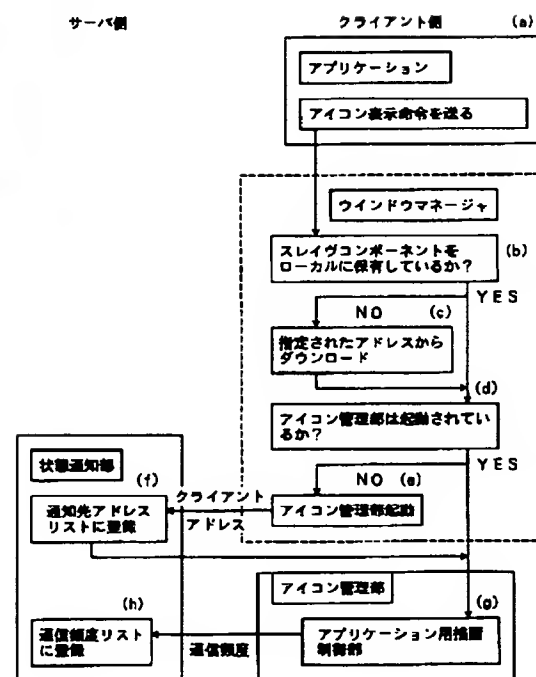 サーバ側
クライアント側
(a)
アプリケーション
アイコン表示命令を送る
ウインドウマネージャ
スレイヴコンポーネントを
ローカルに保有しているか?
(b)
YES
NO
(c)
指定されたアドレスから
ダウンロード
(d)
アイコン管理部は起動されてい
るか?
YES
NO
(e)
アイコン管理部起動
クライアント
アドレス
状態通知部
(f)
通知先アドレス
リストに登録
アイコン管理部
(g)
アプリケーション用描画
制御部
通信頻度
(h)
通信頻度リスト
に登録